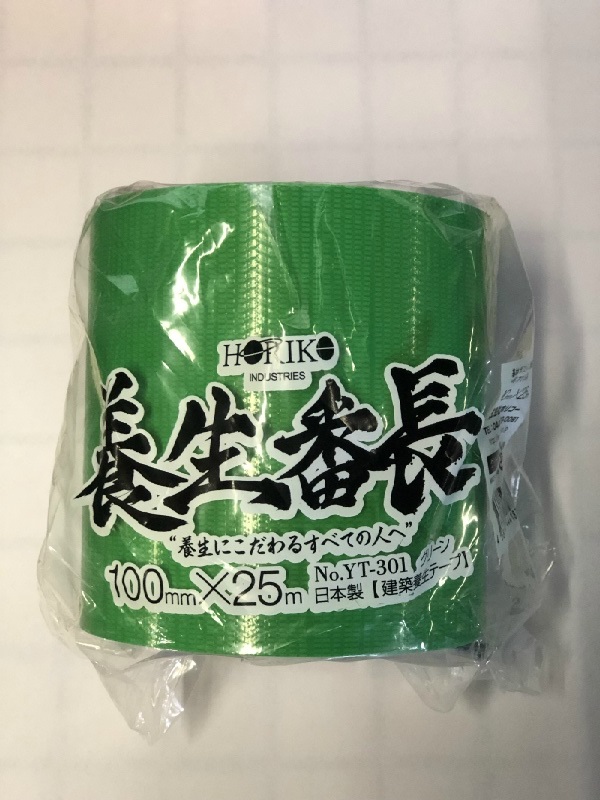 HORIKO
INDUSTRIES
養生番長
“養生にこだわるすべての人へ”
100mm×25m
No.YT-301 グリーン
日本製【建築養生テープ】